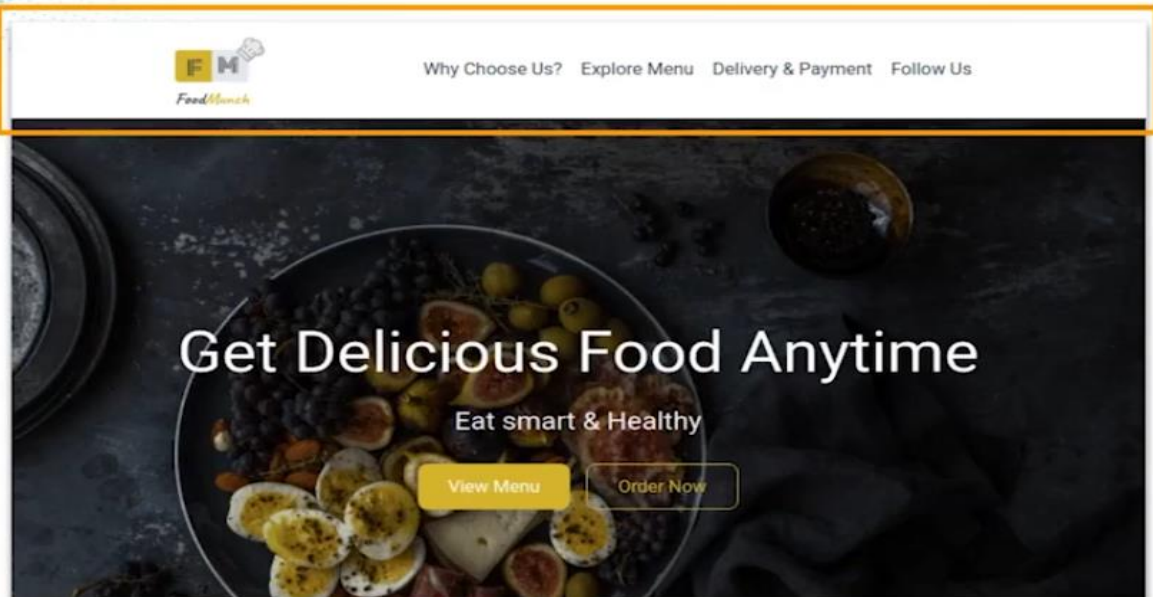 FM
FoodMunch
Why Choose Us? Explore Menu Delivery & Payment Follow Us
Get Delicious Food Anytime
Eat smart & Healthy
View Menu
Order Now